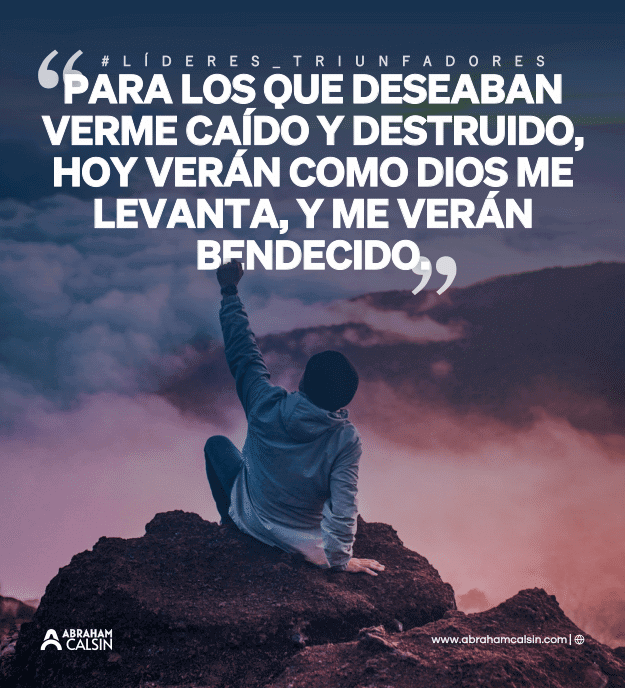 #LÍDERES_TRIUNFADORES
“PARA LOS QUE DESEABAN
VERME CAÍDO Y DESTRUIDO,
HOY VERÁN COMO DIOS ME
LEVANTA, Y ME VERÁN
BENDECIDO.”
ABRAHAM
CALSIN
www.abrahamcalsin.com|